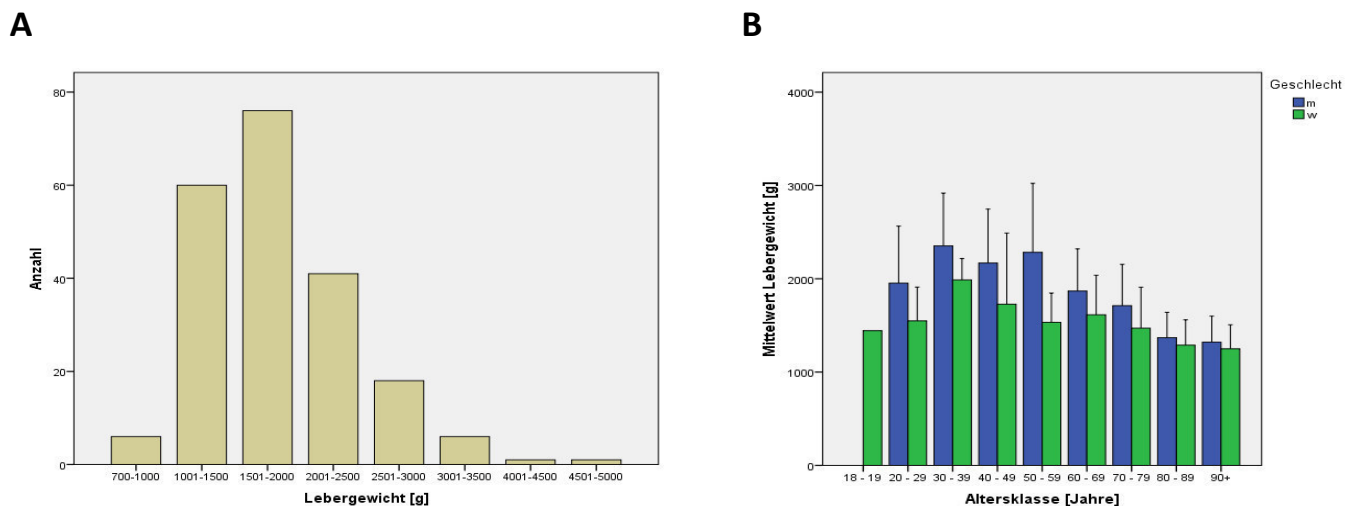 A
B
80
60
40
20
0
Anzahl
700-1000 1001-1500 1501-2000 2001-2500 2501-3000 3001-3500 4001-4500 4501-5000
Lebergewicht [g]
4000
3000
2000
1000
0
Mittelwert Lebergewicht [g]
18 - 19 20 - 29 30 - 39 40 - 49 50 - 59 60 - 69 70 - 79 80 - 89 90+
Altersklasse [Jahre]
Geschlecht
m
w